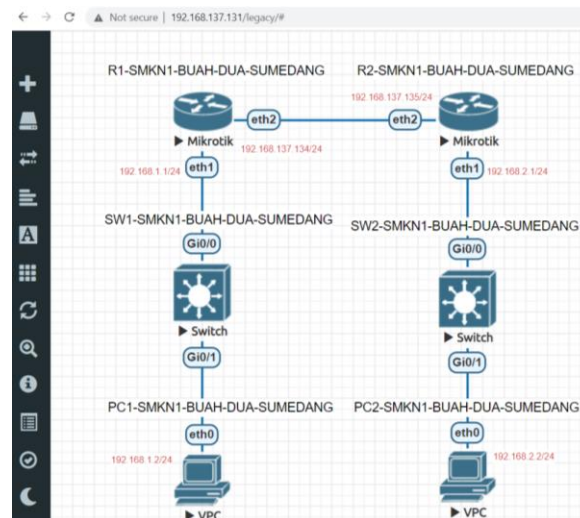 Not secure | 192.168.137.131/legacy/#
R1-SMKN1-BUAH-DUA-SUMEDANG R2-SMKN1-BUAH-DUA-SUMEDANG
192.168.137.135/24
eth2 eth2
Mikrotik Mikrotik
192.168.137.134/24
192.168.1.1/24 eth1 eth1 192.168.2.1/24
SW1-SMKN1-BUAH-DUA-SUMEDANG SW2-SMKN1-BUAH-DUA-SUMEDANG
Gi0/0 Gi0/0
Switch Switch
Gi0/1 Gi0/1
PC1-SMKN1-BUAH-DUA-SUMEDANG PC2-SMKN1-BUAH-DUA-SUMEDANG
eth0 eth0
192.168.1.2/24 192.168.2.2/24
VPC VPC